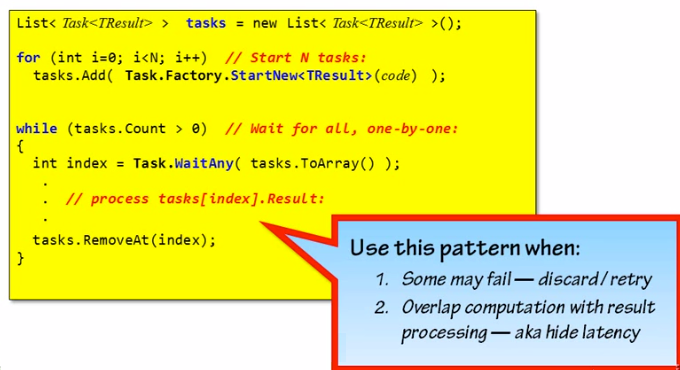 List< Task<TResult> >  tasks = new List< Task<TResult> >();
for (int i=0; i<N; i++)  // Start N tasks:
  tasks.Add( Task.Factory.StartNew<TResult>(code) );
while (tasks.Count > 0)  // Wait for all, one-by-one:
{
  int index = Task.WaitAny( tasks.ToArray() );
   .
   .  // process tasks[index].Result:
   .
  tasks.RemoveAt(index);
}
Use this pattern when:
1. Some may fail — discard / retry
2. Overlap computation with result
processing — aka hide latency